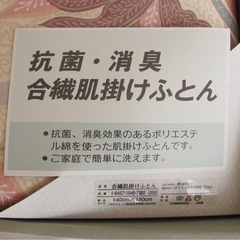 抗菌・消臭
合繊肌掛けふとん
●抗菌、消臭効果のあるポリエステ
ル綿を使った肌掛けふとんです。
●ご家庭で簡単に洗えます。
合繊肌掛けふとん
140cm×190cm